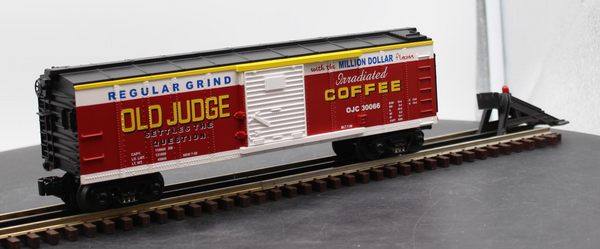 REGULAR GRIND
OLD JUDGE
SETTLES THE
QUESTION
with the MILLION DOLLAR Flavor
Irradiated
COFFEE
OJC 30066